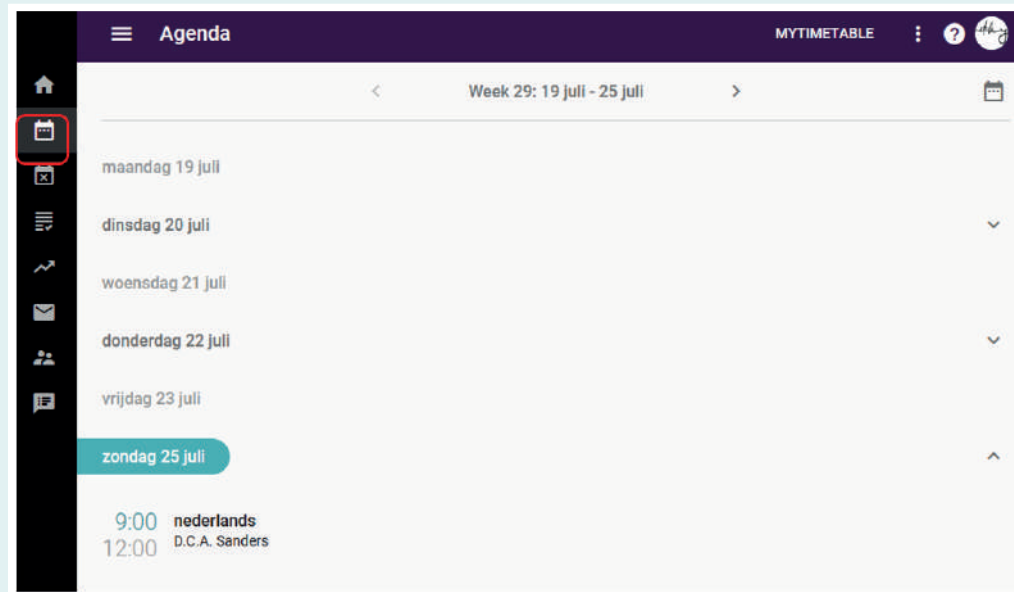 Agenda
MYTIMETABLE
?
Week 29: 19 juli - 25 juli
maandag 19 juli
dinsdag 20 juli
woensdag 21 juli
donderdag 22 juli
vrijdag 23 juli
zondag 25 juli
9:00 nederlands
12:00 D.C.A. Sanders